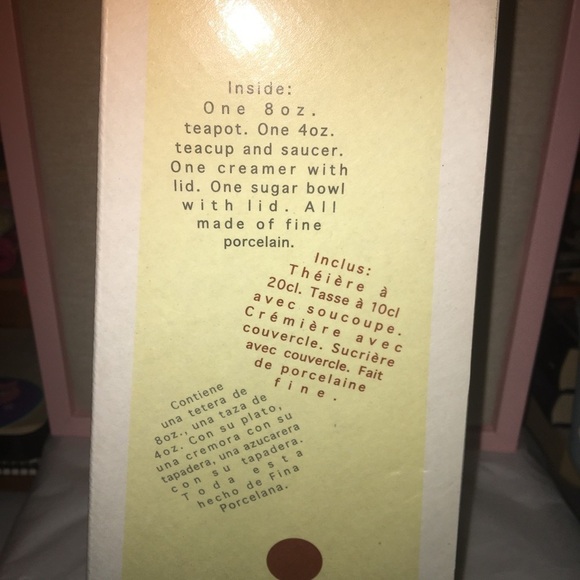 Inside:
One 8oz.
teapot. One 4oz.
teacup and saucer.
One creamer with
lid. One sugar bowl
with lid. All
made of fine
porcelain.
Inclus:
Théière à
20cl. Tasse à 10cl
avec soucoupe.
Crémière avec
couvercle. Sucrière
avec couvercle. Fait
de porcelaine
fine.
Contiene
una tetera de
8oz., una taza de
4oz. Con su plato,
una cremora con su
tapadera, una azucarera
con su tapadera.
Toda esta
hecho de Fina
Porcelana.